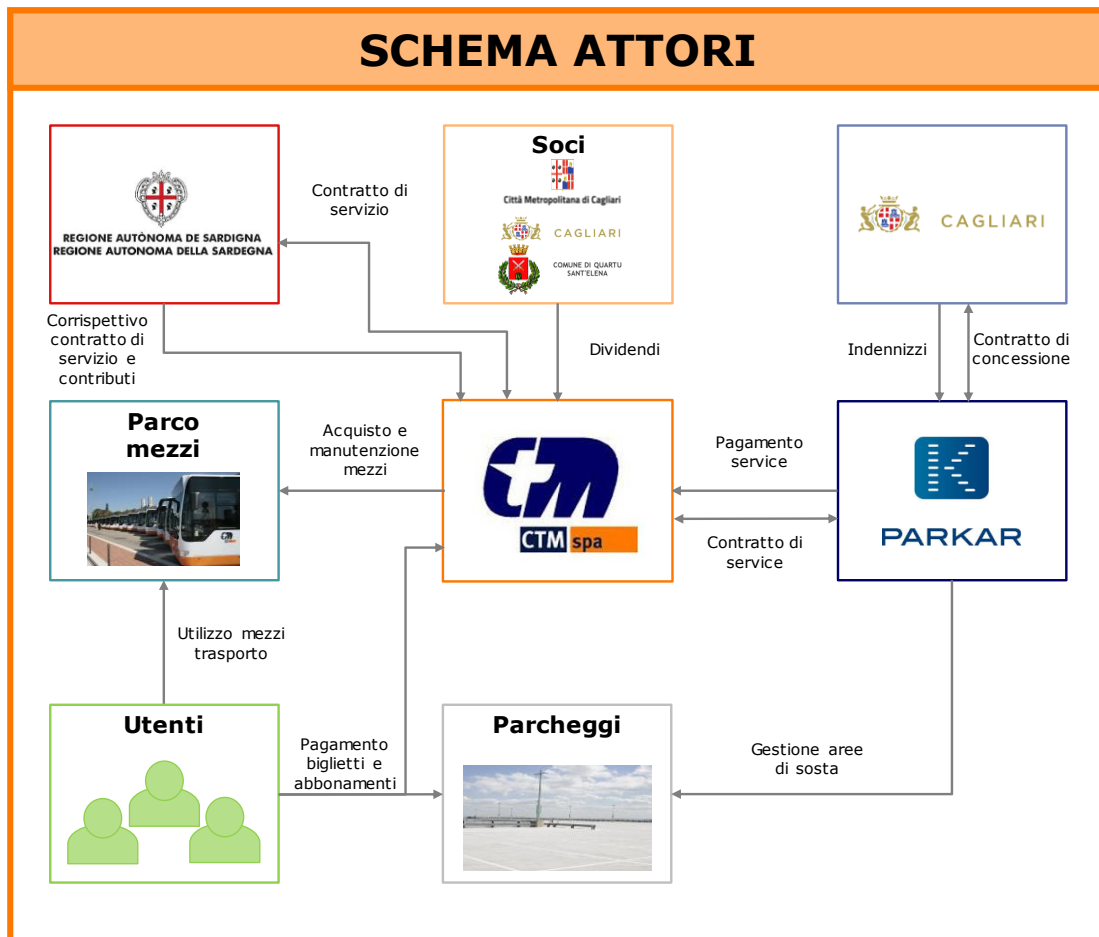 SCHEMA ATTORI
REGIONE AUTÒNOMA DE SARDIGNA
REGIONE AUTONOMA DELLA SARDEGNA
Contratto di
servizio
Soci
Città Metropolitana di Cagliari
CAGLIARI
COMUNE DI QUARTU
SANT'ELENA
CAGLIARI
Corrispettivo
contratto di
servizio e
contributi
Dividendi
Indennizzi
Contratto di
concessione
Parco
mezzi
Acquisto e
manutenzione
mezzi
CTM spa
Pagamento
service
Contratto di
service
PARKAR
Utilizzo mezzi
trasporto
Utenti
Pagamento
biglietti e
abbonamenti
Parcheggi
Gestione aree
di sosta